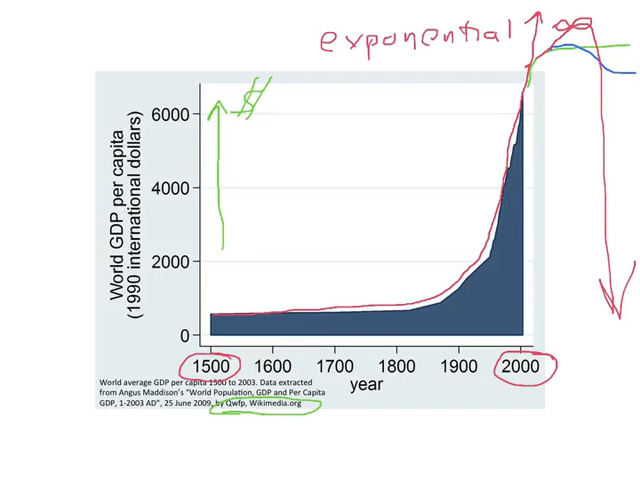 exponential
$
World GDP per capita
(1990 international dollars)
6000
4000
2000
0
1500 1600 1700 1800 1900 2000
year
World average GDP per capita 1500 to 2003. Data extracted
from Angus Maddison's "World Population, GDP and Per Capita
GDP, 1-2003 AD", 25 June 2009, by Qwfp, Wikimedia.org